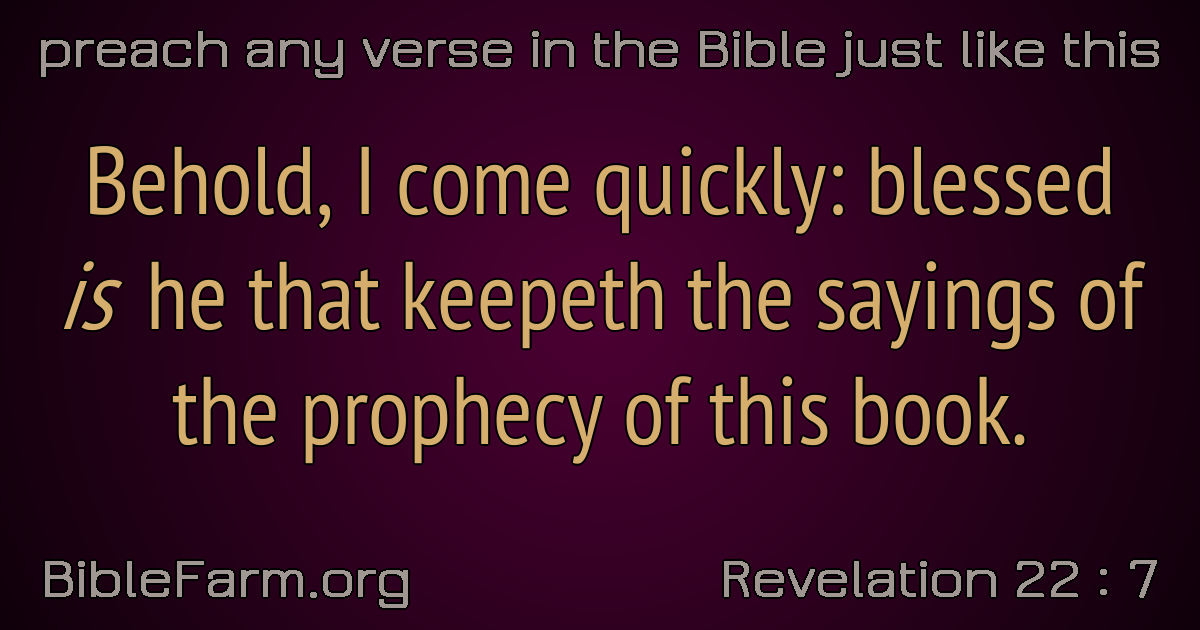 preach any verse in the Bible just like this
Behold, I come quickly: blessed
is he that keepeth the sayings of
the prophecy of this book.
BibleFarm.org
Revelation 22 : 7